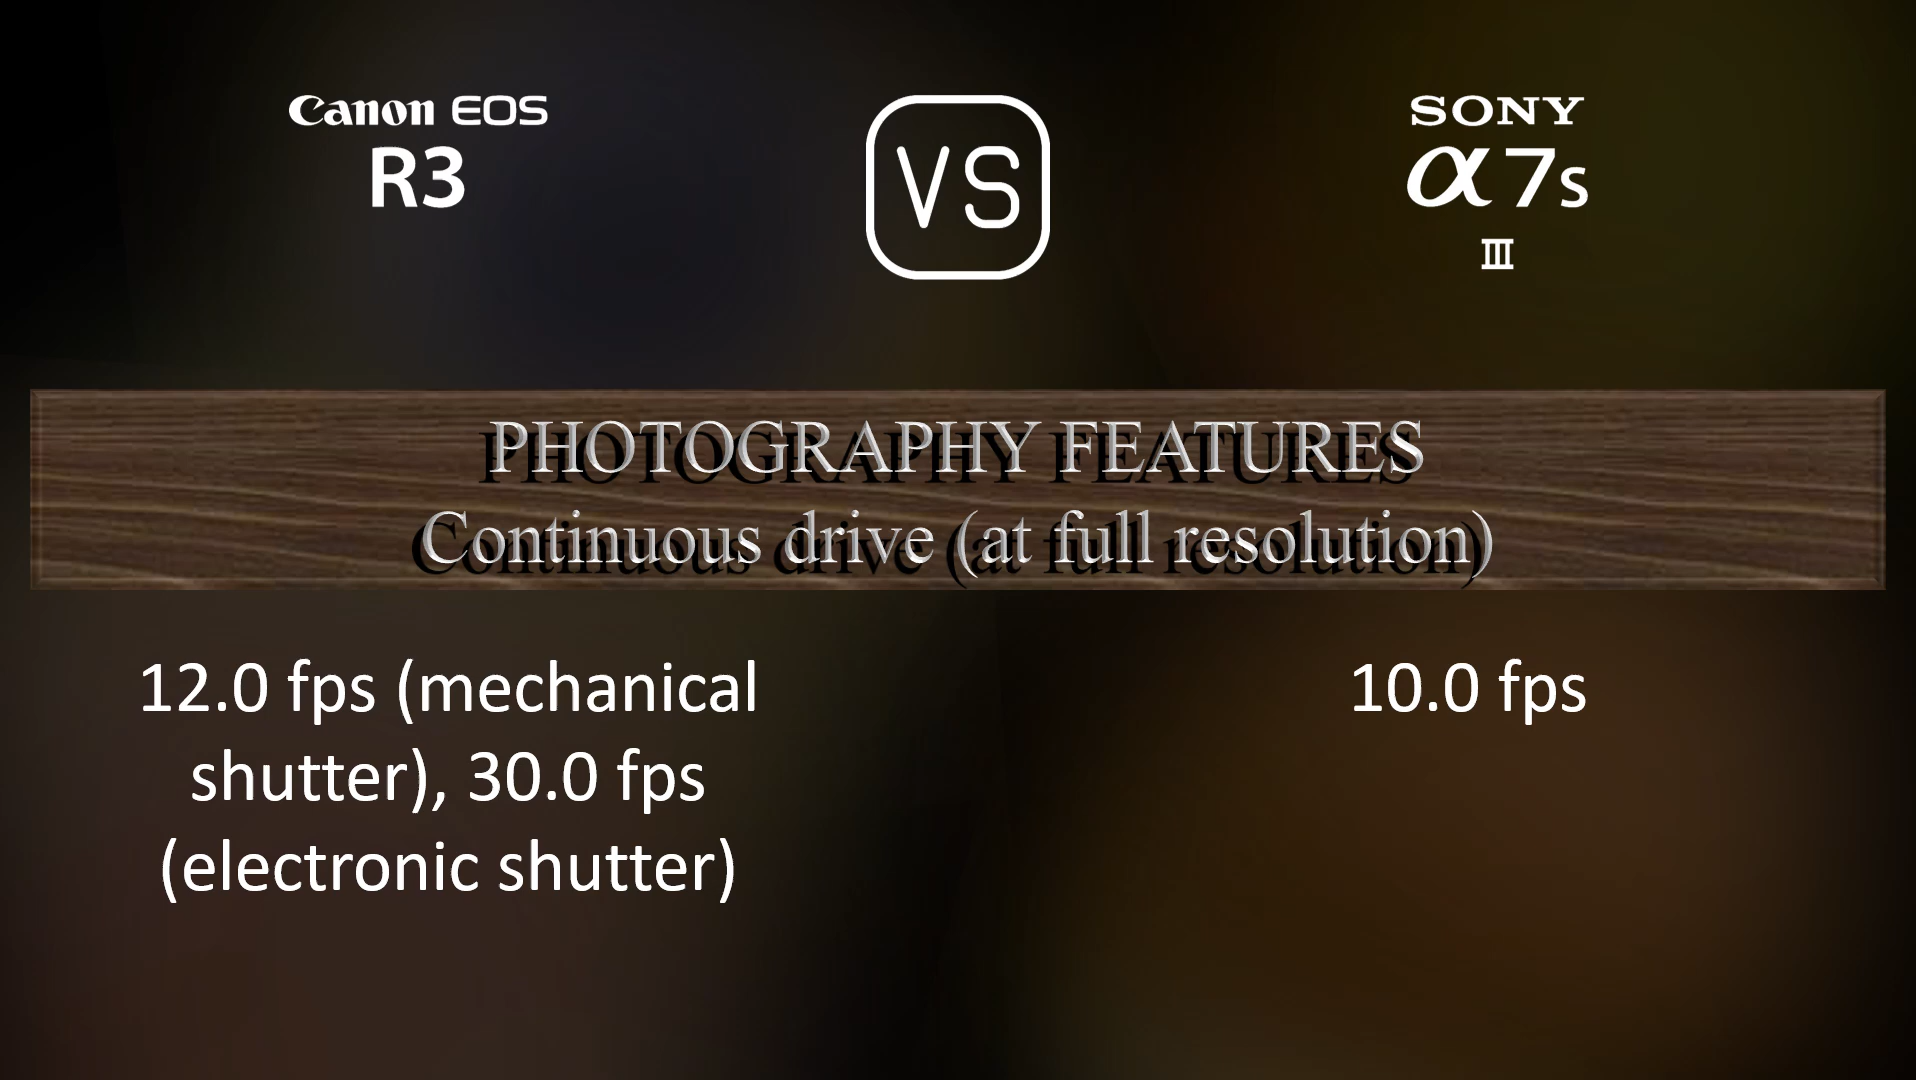 Canon EOS
R3
VS
SONY
α7s
III
PHOTOGRAPHY FEATURES
Continuous drive (at full resolution)
12.0 fps (mechanical
shutter), 30.0 fps
(electronic shutter)
10.0 fps